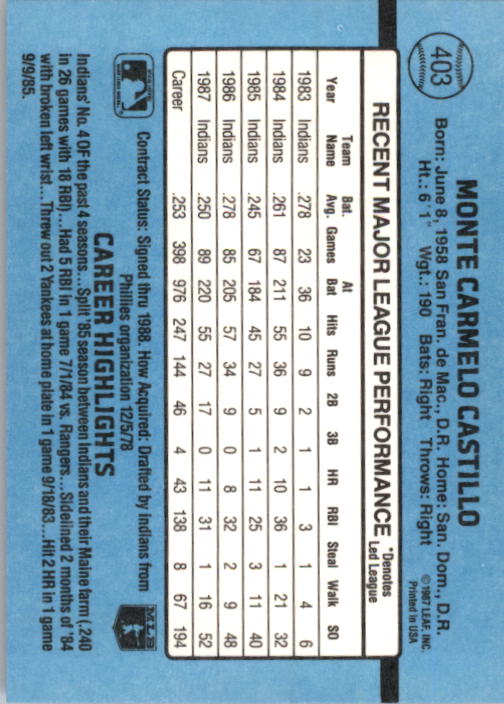 403
MONTE CARMELO CASTILLO
Born: June 8, 1958 San Fran. de Mac., D.R. Home: San. Dom., D.R.
Ht.: 6'1" Wgt.: 190 Bats: Right Throws: Right
© 1987 LEAF, INC.
Printed in USA
RECENT MAJOR LEAGUE PERFORMANCE *Denotes Led League
Year Team Name Bat. Avg. Games At Bat Hits Runs 2B 3B HR RBI Steal Walk SO
1983 Indians .278 23 36 10 9 2 1 1 3 1 4 6
1984 Indians .261 87 211 55 36 9 2 10 36 1 21 32
1985 Indians .245 67 184 45 27 5 1 11 25 3 11 40
1986 Indians .278 85 205 57 34 9 0 8 32 2 9 48
1987 Indians .250 89 220 55 27 17 0 11 31 1 16 52
Career .253 398 976 247 144 46 4 43 138 8 67 194
Contract Status: Signed thru 1988. How Acquired: Drafted by Indians from
Phillies organization 12/5/78
MLB
CAREER HIGHLIGHTS
Indians' No. 4 OF the past 4 seasons... Split '85 season between Indians and their Maine farm (.240
in 26 games with 18 RBI)... Had 5 RBI in 1 game 7/1/84 vs. Rangers... Sidelined 2 months of '84
with broken left wrist... Threw out 2 Yankees at home plate in 1 game 9/18/83... Hit 2 HR in 1 game
9/9/85.